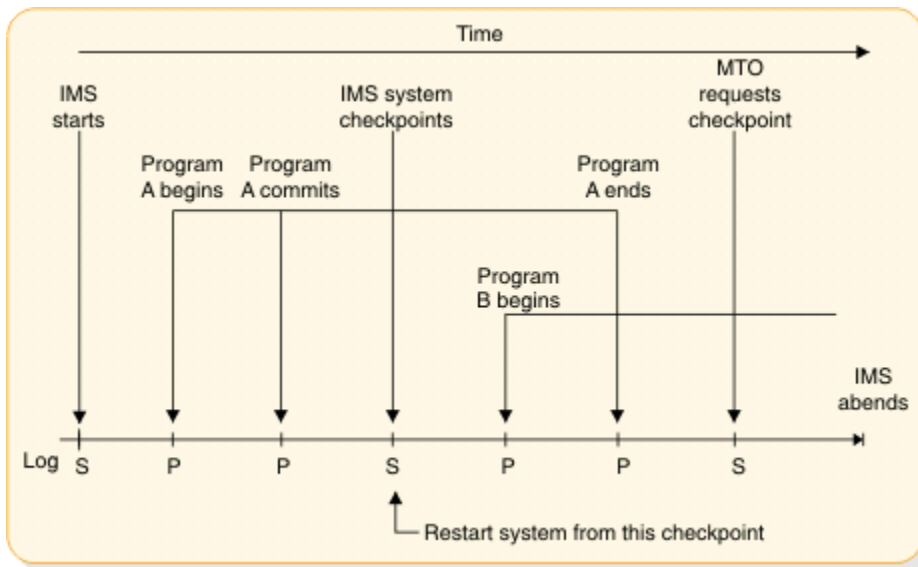 Time
IMS
starts
IMS system
checkpoints
MTO
requests
checkpoint
Program
A begins
Program
A commits
Program
A ends
Program
B begins
IMS
abends
Log S P P S P P S
Restart system from this checkpoint